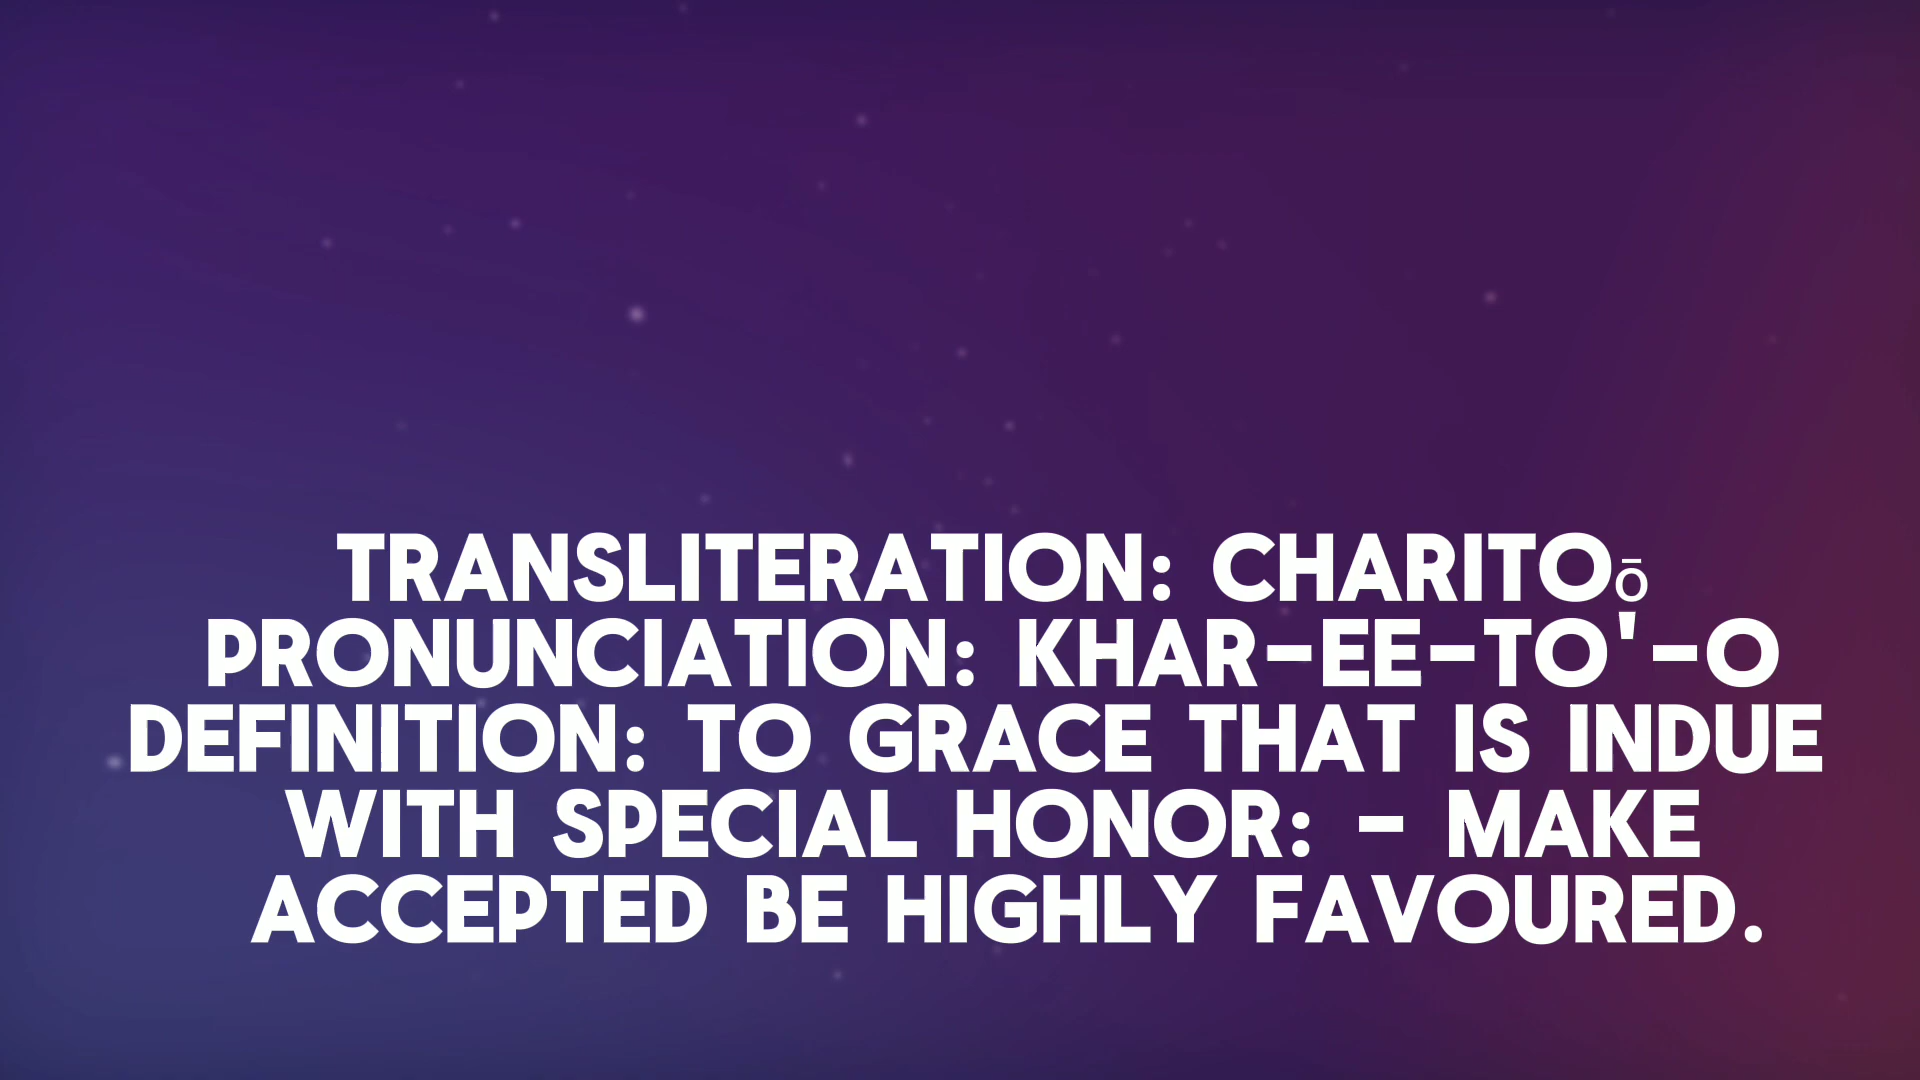 TRANSLITERATION: CHARITOō
PRONUNCIATION: KHAR-EE-TO'-O
DEFINITION: TO GRACE THAT IS INDUE
WITH SPECIAL HONOR: - MAKE
ACCEPTED BE HIGHLY FAVOURED.